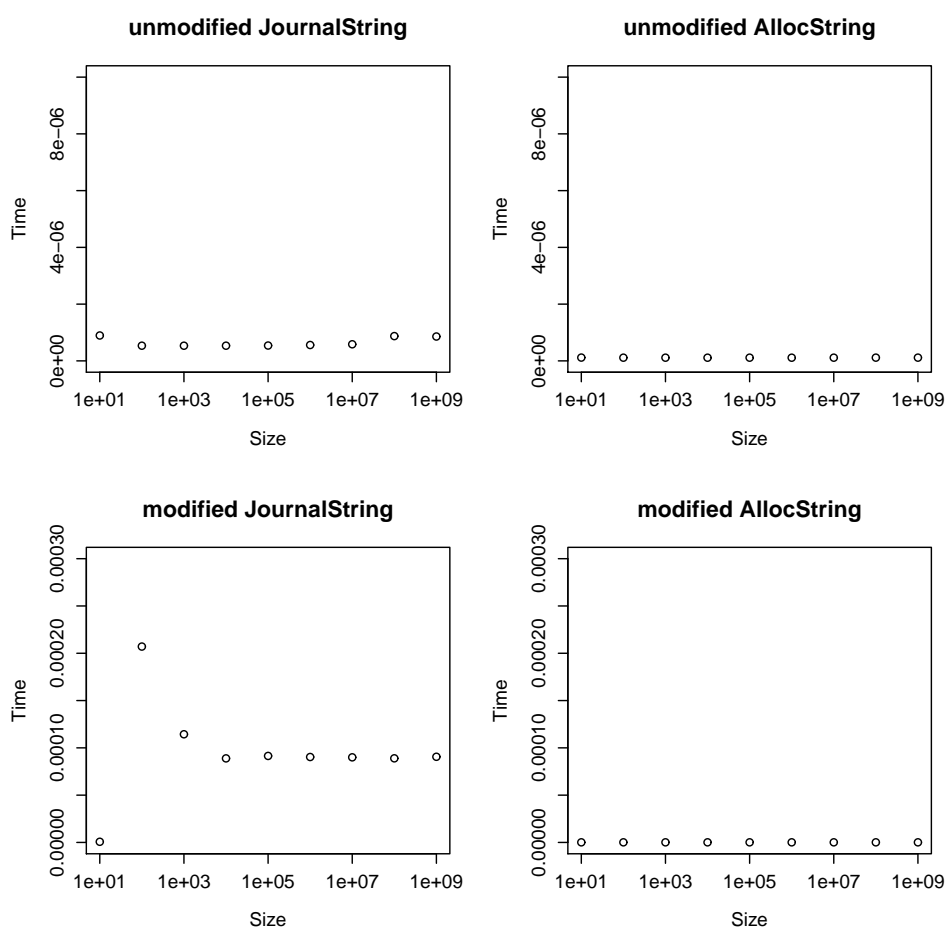 unmodified JournalString
Time
0e+00
4e−06
8e−06
1e+01 1e+03 1e+05 1e+07 1e+09
Size
unmodified AllocString
Time
0e+00
4e−06
8e−06
1e+01 1e+03 1e+05 1e+07 1e+09
Size
modified JournalString
Time
0.00000
0.00010
0.00020
0.00030
1e+01 1e+03 1e+05 1e+07 1e+09
Size
modified AllocString
Time
0.00000
0.00010
0.00020
0.00030
1e+01 1e+03 1e+05 1e+07 1e+09
Size